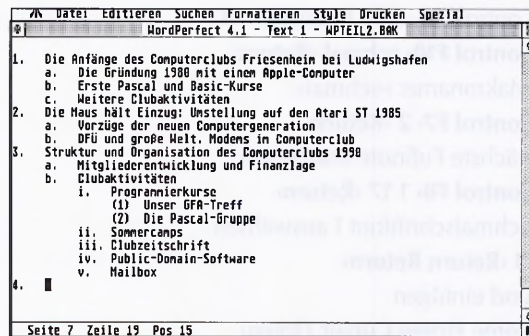 Datei Editieren Suchen Formatieren Style Drucken Spezial
WordPerfect 4.1 - Text 1 - WPTEIL2.BAK
1. Die Anfänge des Computerclubs Friesenheim bei Ludwigshafen
a. Die Gründung 1980 mit einem Apple-Computer
b. Erste Pascal und Basic-Kurse
c. Weitere Clubaktivitäten
2. Die Maus hält Einzug: Umstellung auf den Atari ST 1985
a. Vorzüge der neuen Computergeneration
b. DFÜ und große Welt. Modems in Computerclub
3. Struktur und Organisation des Computerclubs 1990
a. Mitgliederentwicklung und Finanzlage
b. Clubaktivitäten
i. Programmierkurse
(1) Unser GFA-Treff
(2) Die Pascal-Gruppe
ii. Sommercamps
iii. Clubzeitschrift
iv. Public-Domain-Software
v. Mailbox
4.
Seite 7 Zeile 19 Pos 15